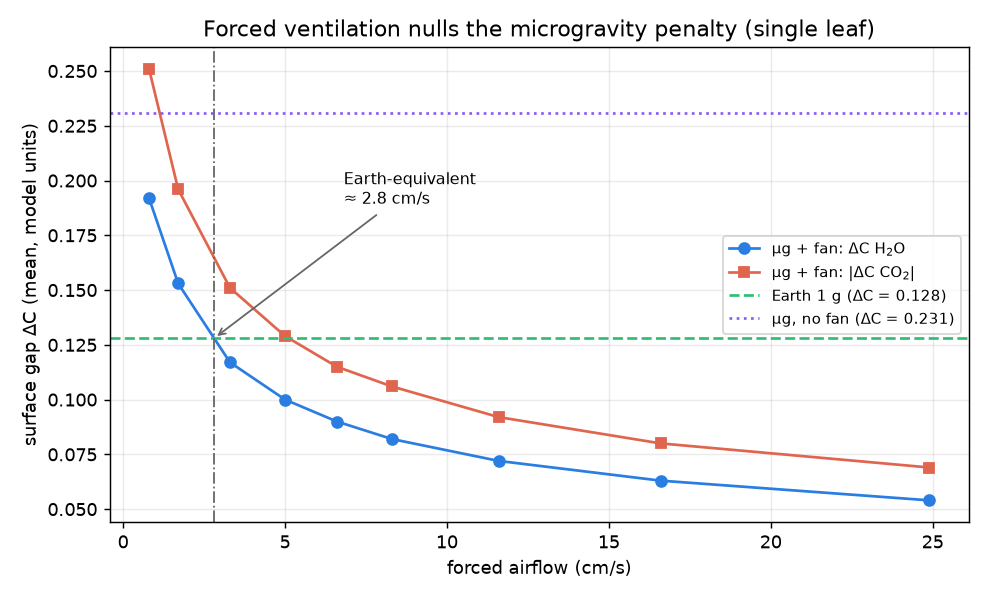 Forced ventilation nulls the microgravity penalty (single leaf)
surface gap ΔC (mean, model units)
0.250
0.225
0.200
0.175
0.150
0.125
0.100
0.075
0.050
Earth-equivalent
≈ 2.8 cm/s
μg + fan: ΔC H₂O
μg + fan: |ΔC CO₂|
Earth 1 g (ΔC = 0.128)
μg, no fan (ΔC = 0.231)
0 5 10 15 20 25
forced airflow (cm/s)